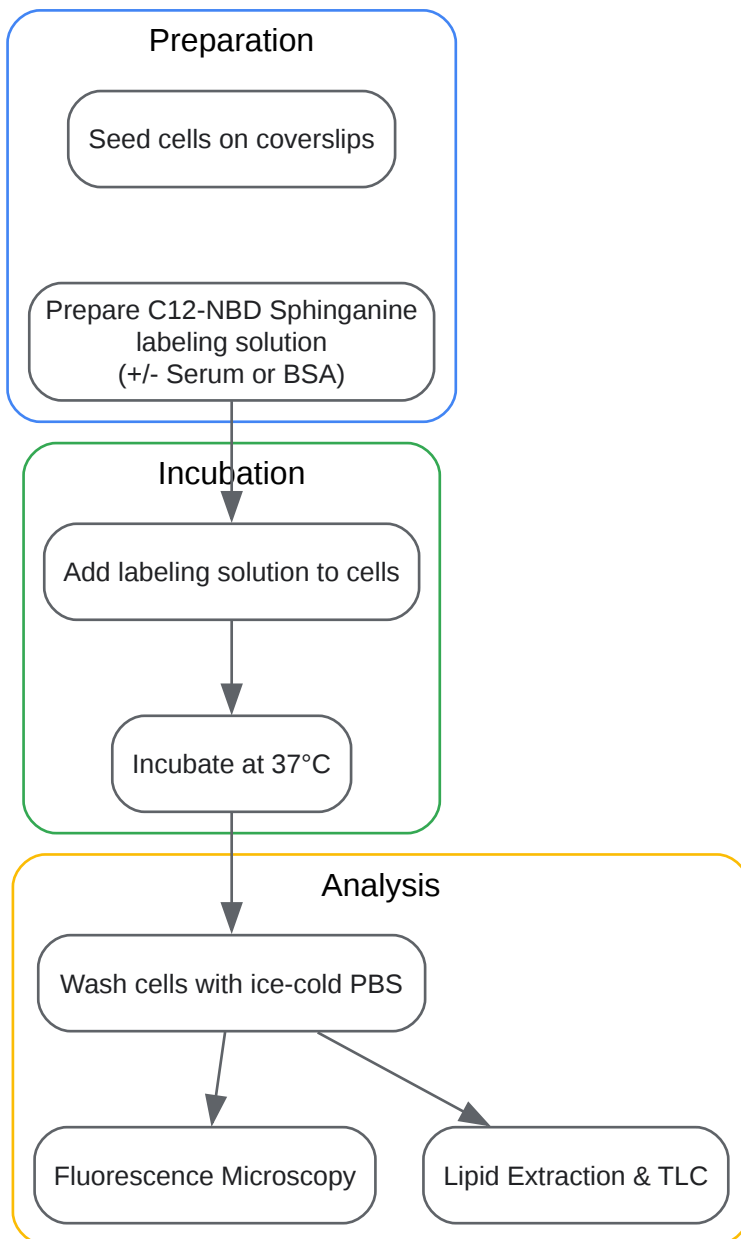 Preparation
Seed cells on coverslips
Prepare C12-NBD Sphinganine
labeling solution
(+/- Serum or BSA)
Incubation
Add labeling solution to cells
Incubate at 37°C
Analysis
Wash cells with ice-cold PBS
Fluorescence Microscopy
Lipid Extraction & TLC